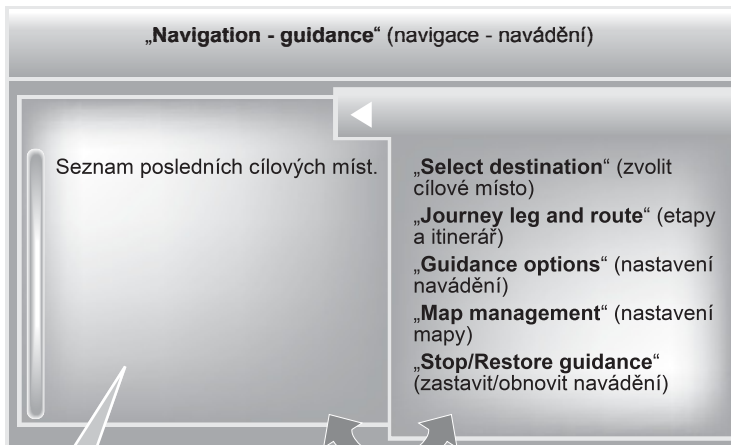 „Navigation - guidance“ (navigace - navádění)
Seznam posledních cílových míst.
„Select destination“ (zvolit
cílové místo)
„Journey leg and route“ (etapy
a itinerář)
„Guidance options“ (nastavení
navádění)
„Map management“ (nastavení
mapy)
„Stop/Restore guidance“
(zastavit/obnovit navádění)